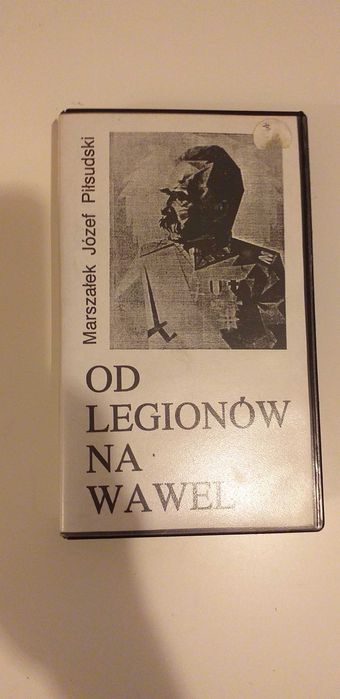 Marszałek Józef Piłsudski
OD
LEGIONÓW
NA
WAWEL